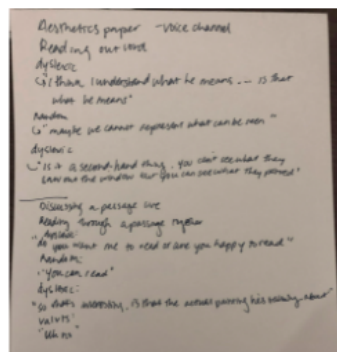 Aesthetics paper - voice channel
Reading out loud
dyslexic
↳ "I think I understand what he means ... is that
what he means"
Random
↳ "maybe we cannot represent what can be seen"
dyslexic
↳ "is it a second-hand thing. you can't see what they
saw out the window but you can see what they painted"
Discussing a passage live
Reading through a passage together
dyslexic:
"do you want me to read or are you happy to read"
Random:
"You can read"
dyslexic:
"so that's interesting. is that the actual painting he's talking about"
"Uh no"